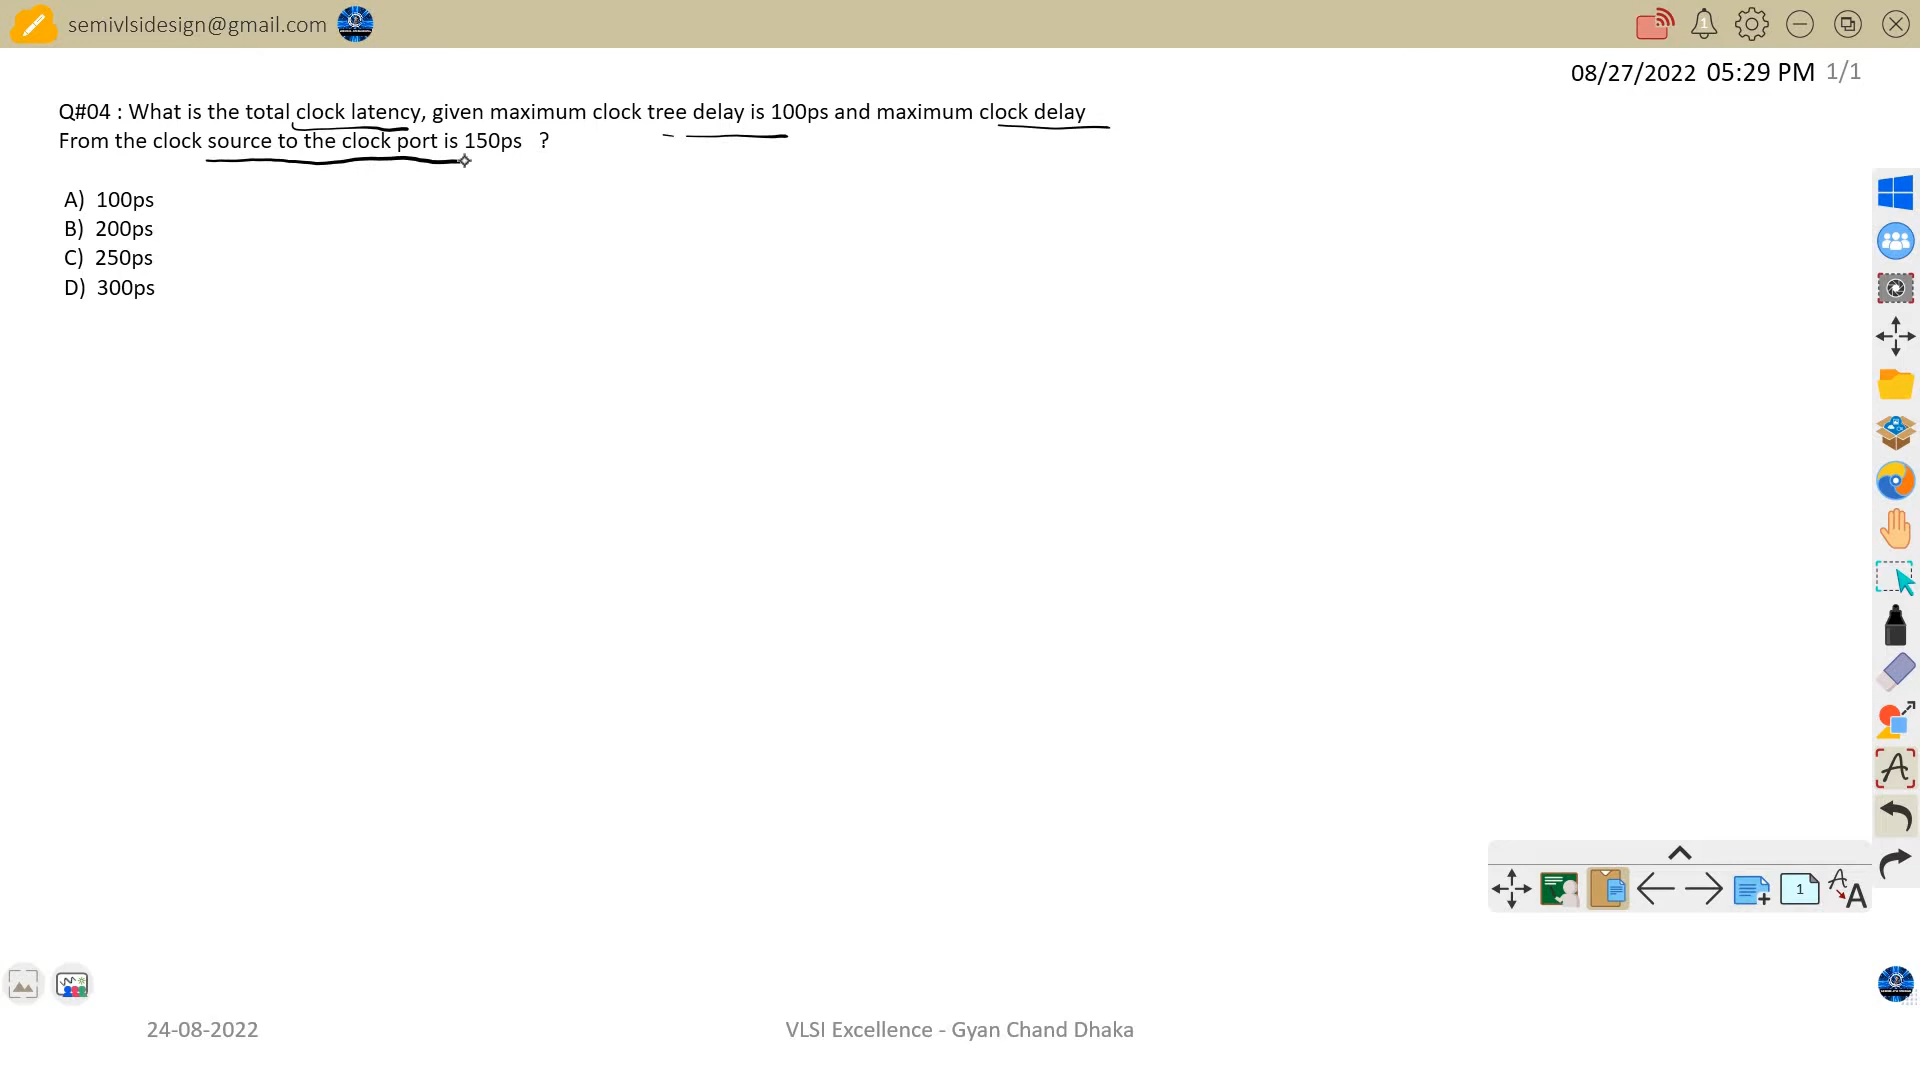 semivlsidesign@gmail.com
08/27/2022 05:29 PM 1/1
Q#04 : What is the total clock latency, given maximum clock tree delay is 100ps and maximum clock delay
From the clock source to the clock port is 150ps ?
A) 100ps
B) 200ps
C) 250ps
D) 300ps
1
24-08-2022
VLSI Excellence - Gyan Chand Dhaka